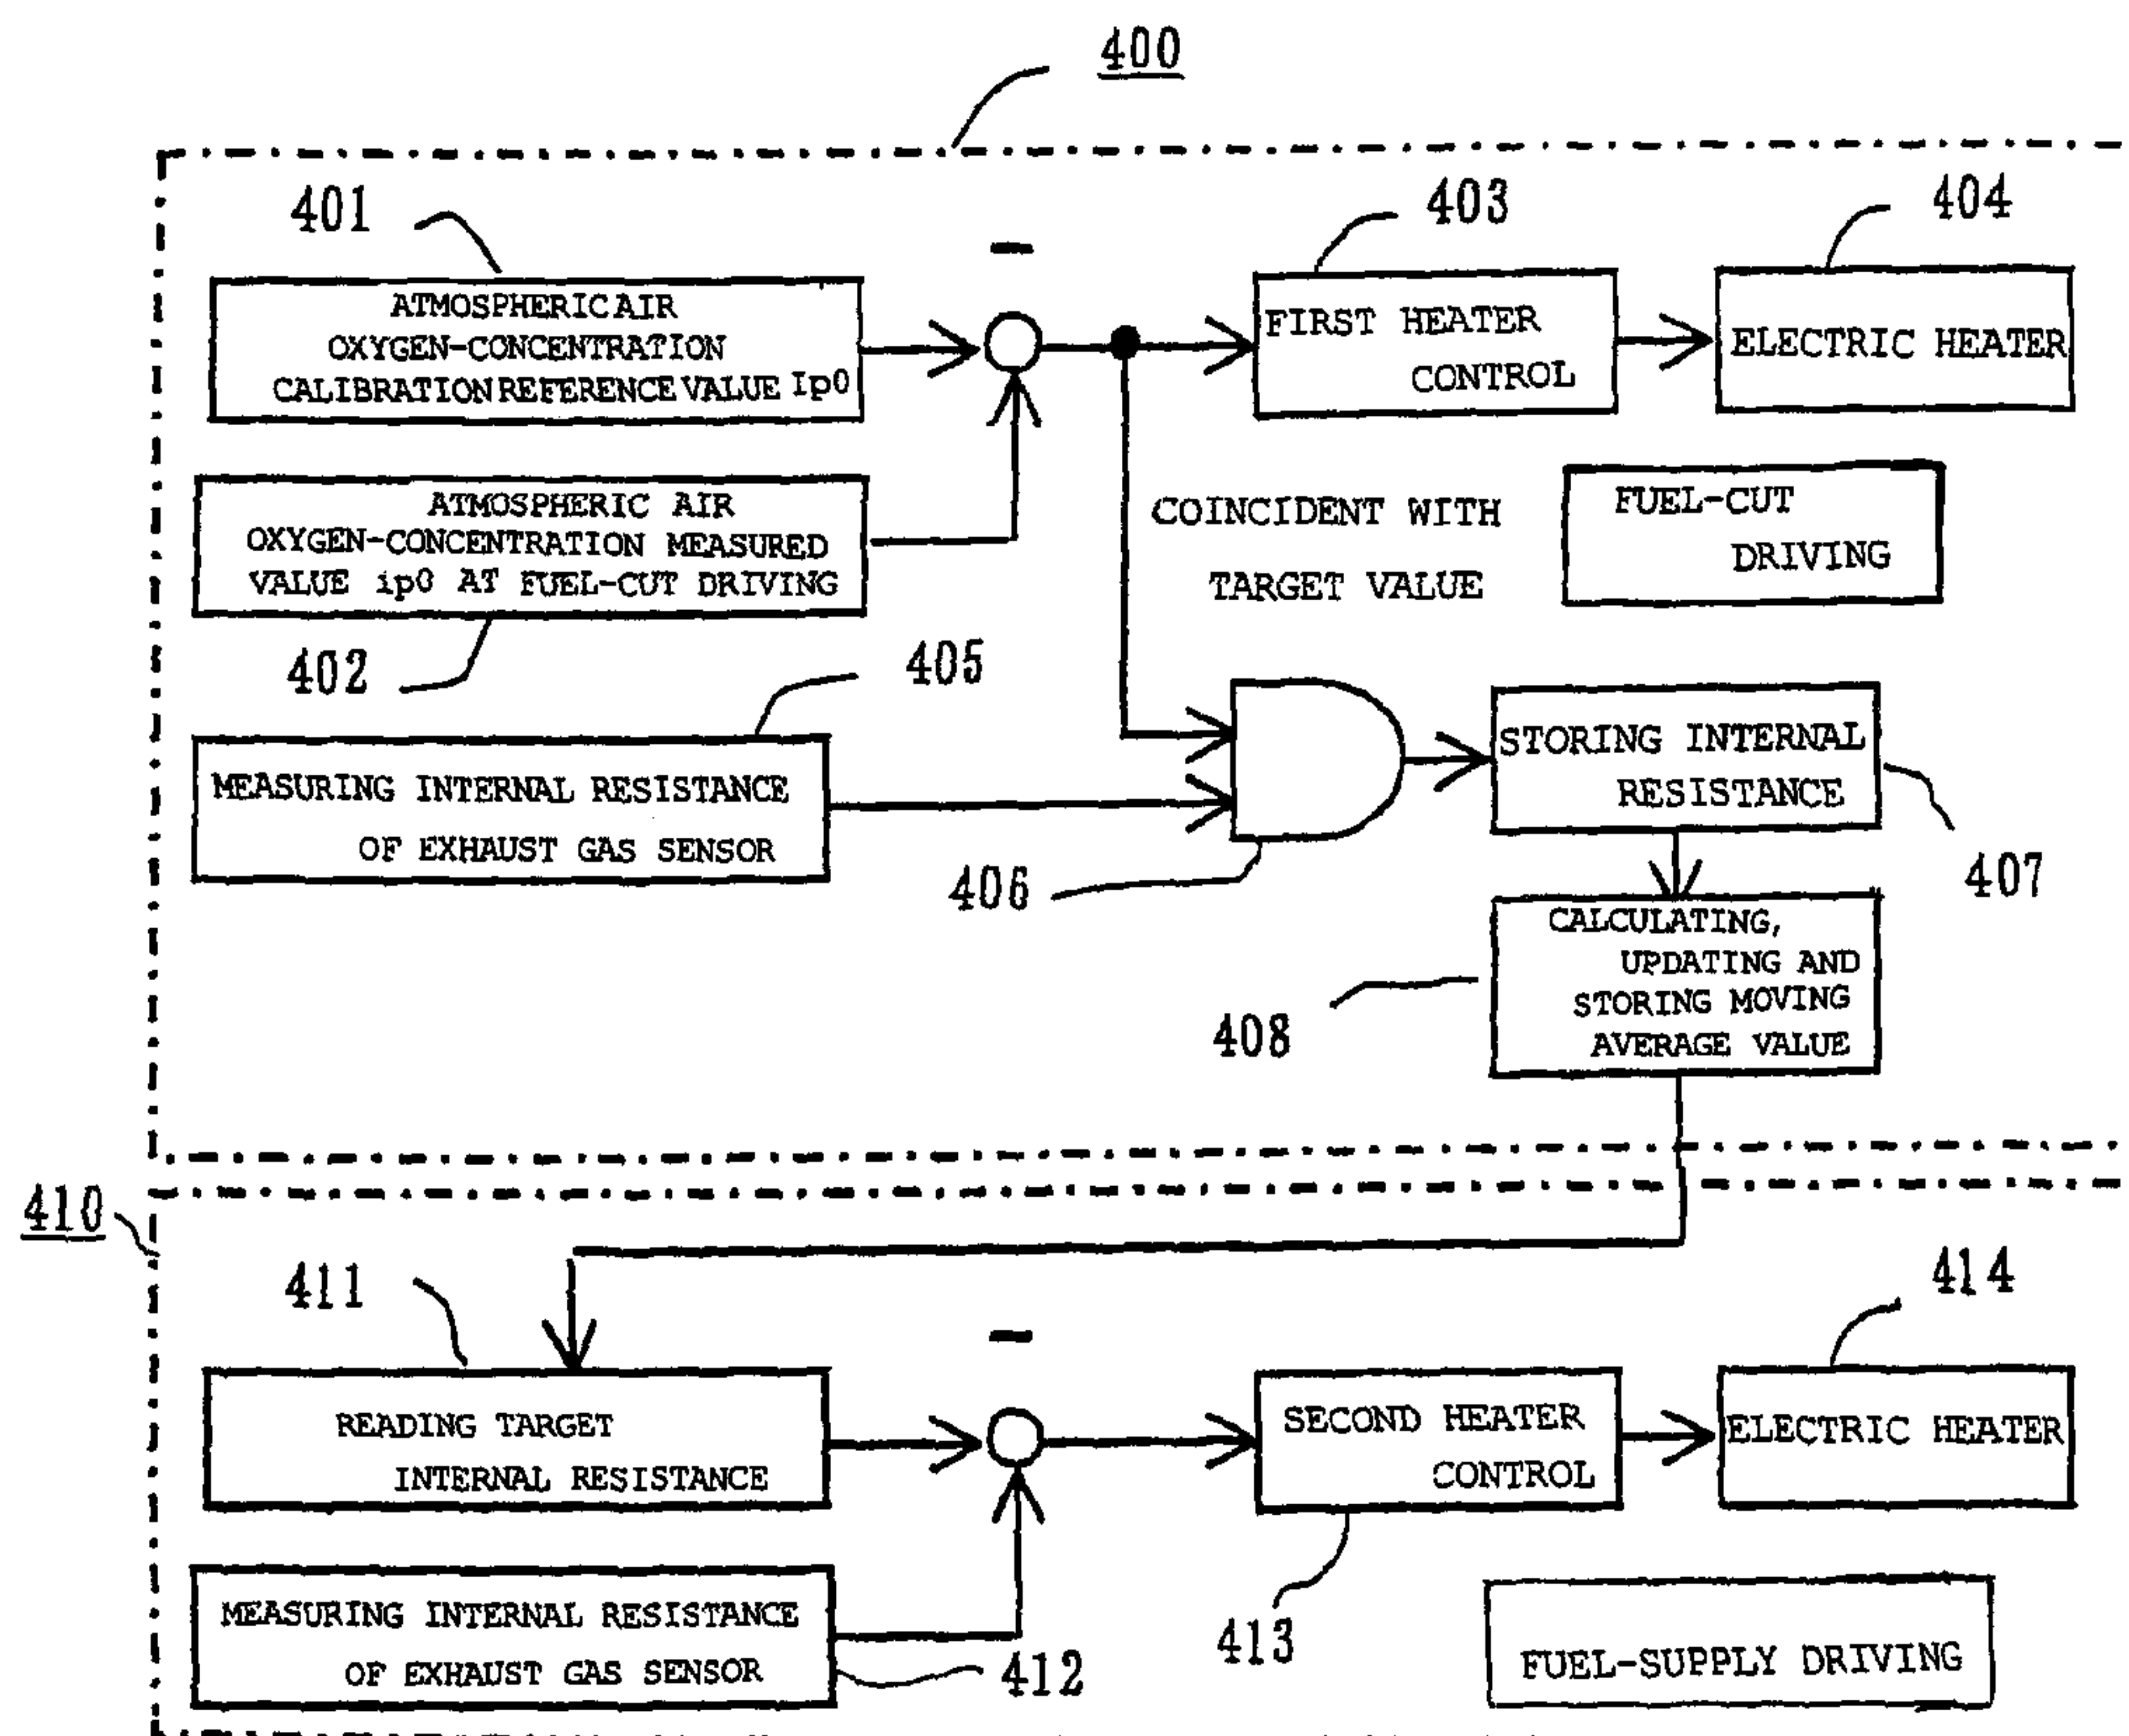 400
401
403
404
−
ATMOSPHERIC AIR
OXYGEN-CONCENTRATION
CALIBRATION REFERENCE VALUE Ip0
FIRST HEATER
CONTROL
ELECTRIC HEATER
ATMOSPHERIC AIR
OXYGEN-CONCENTRATION MEASURED
VALUE ip0 AT FUEL-CUT DRIVING
COINCIDENT WITH
TARGET VALUE
FUEL-CUT
DRIVING
402
405
MEASURING INTERNAL RESISTANCE
OF EXHAUST GAS SENSOR
406
STORING INTERNAL
RESISTANCE
407
CALCULATING,
UPDATING AND
STORING MOVING
AVERAGE VALUE
408
410
411
414
−
READING TARGET
INTERNAL RESISTANCE
SECOND HEATER
CONTROL
ELECTRIC HEATER
MEASURING INTERNAL RESISTANCE
OF EXHAUST GAS SENSOR
412
413
FUEL-SUPPLY DRIVING